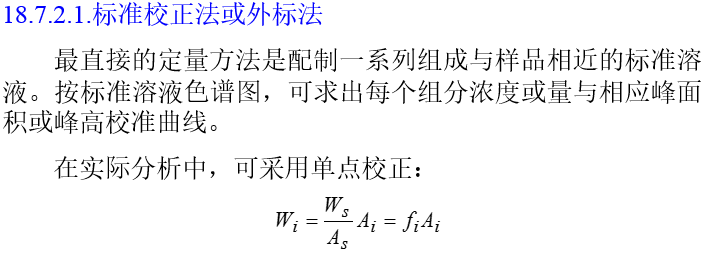 18.7.2.1.标准校正法或外标法
最直接的定量方法是配制一系列组成与样品相近的标准溶
液。按标准溶液色谱图，可求出每个组分浓度或量与相应峰面
积或峰高校准曲线。
在实际分析中，可采用单点校正：
W_i = \frac{W_s}{A_s} A_i = f_i A_i